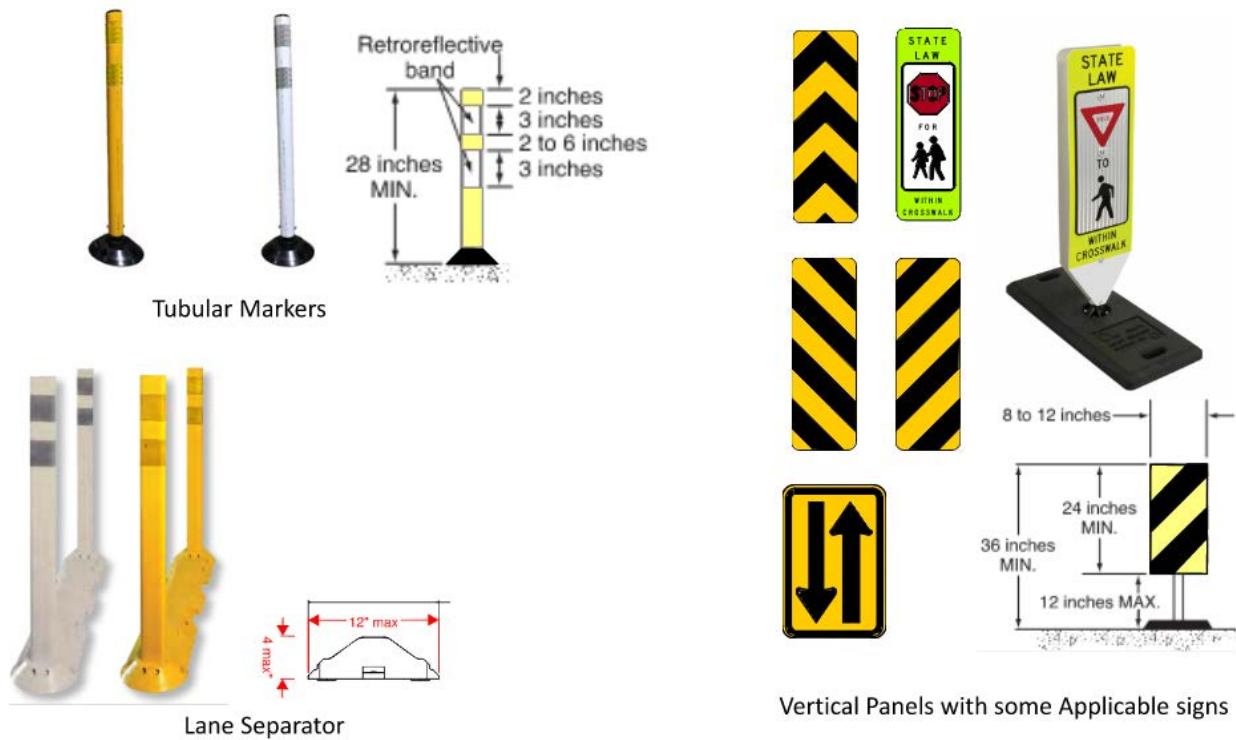 Retroreflective
band
2 inches
3 inches
2 to 6 inches
3 inches
28 inches
MIN.
Tubular Markers
12" max
4 max"
Lane Separator
STATE
LAW
STOP
FOR
WITHIN
CROSSWALK
STATE
LAW
TO
WITHIN
CROSSWALK
8 to 12 inches
24 inches
MIN.
36 inches
MIN.
12 inches MAX.
Vertical Panels with some Applicable signs